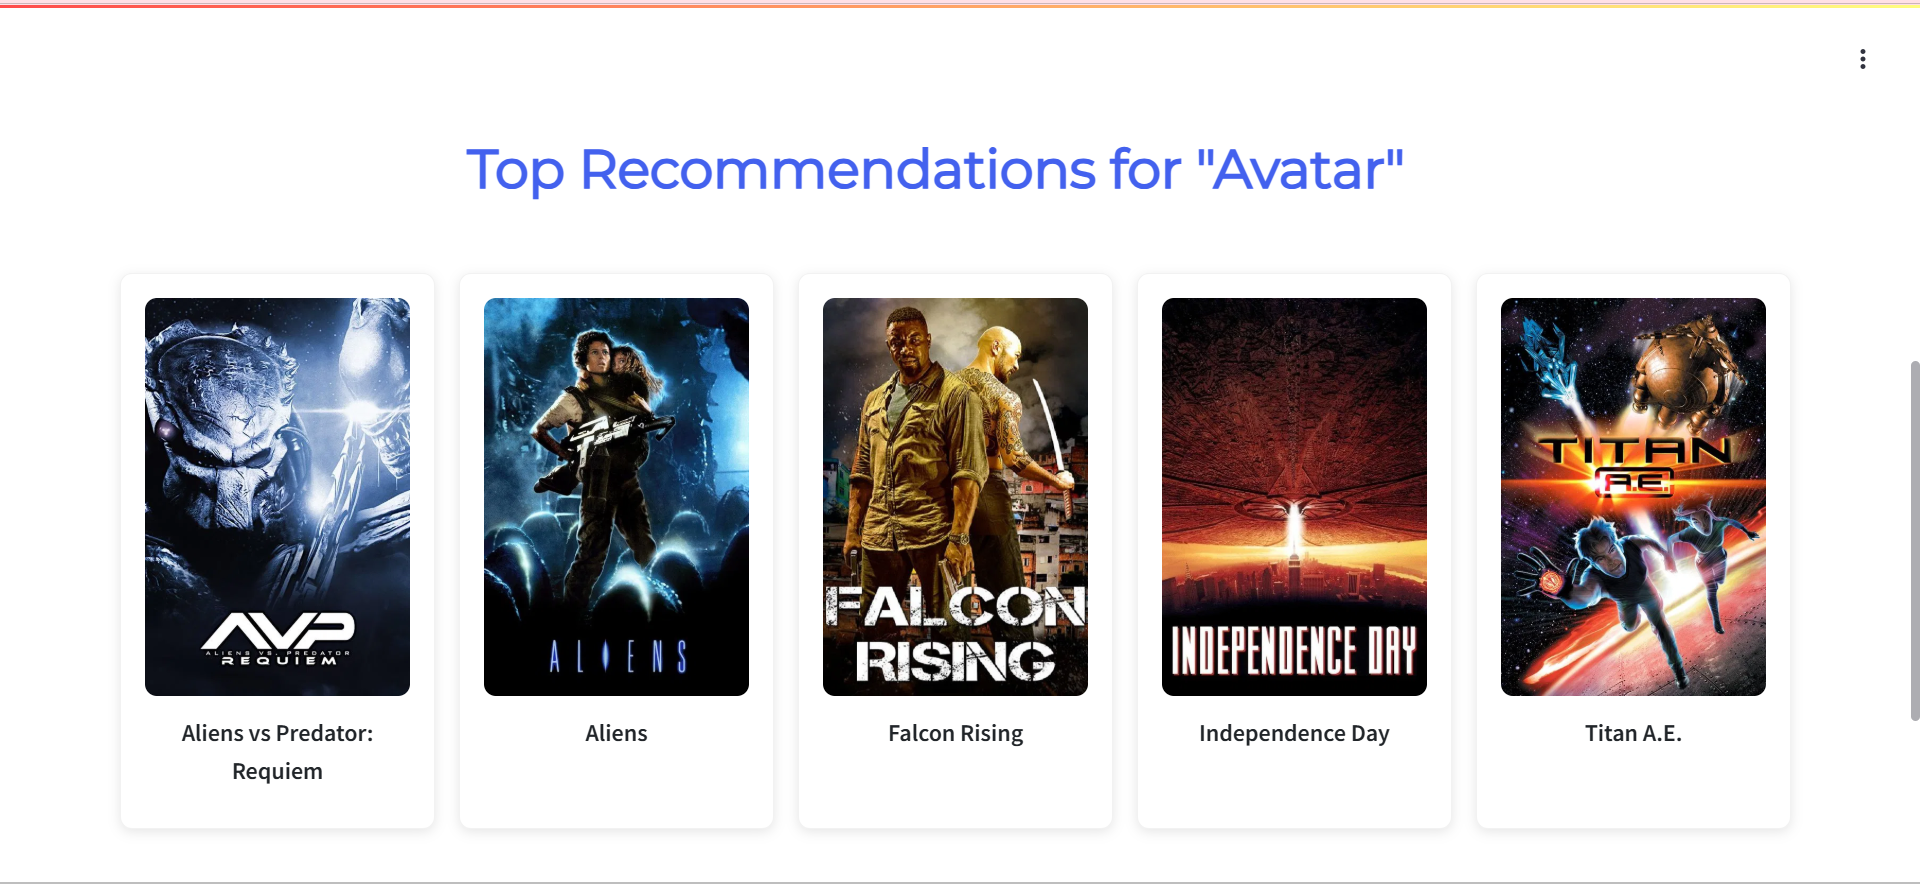 Top Recommendations for "Avatar"
AVP
ALIENS VS. PREDATOR
REQUIEM
ALIENS
FALCON
RISING
INDEPENDENCE DAY
TITAN
A.E.
Aliens vs Predator:
Requiem
Aliens
Falcon Rising
Independence Day
Titan A.E.